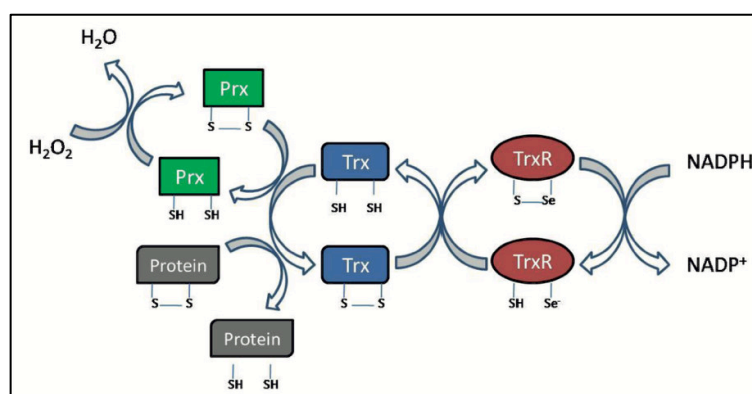 H₂O
Prx
S S
H₂O₂
Prx
SH SH
Trx
SH SH
TrxR
S Se
NADPH
Protein
S S
Trx
S S
TrxR
SH Se⁻
NADP⁺
Protein
SH SH